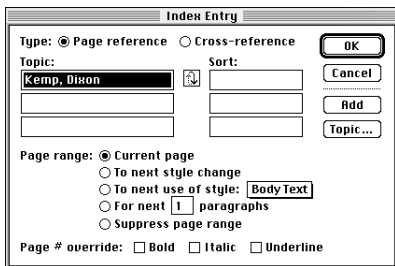 Index Entry
Type: Page reference Cross-reference
OK
Topic: Sort:
Kemp, Dixon
Cancel
Add
Topic...
Page range: Current page
To next style change
To next use of style: Body Text
For next 1 paragraphs
Suppress page range
Page # override: Bold Italic Underline